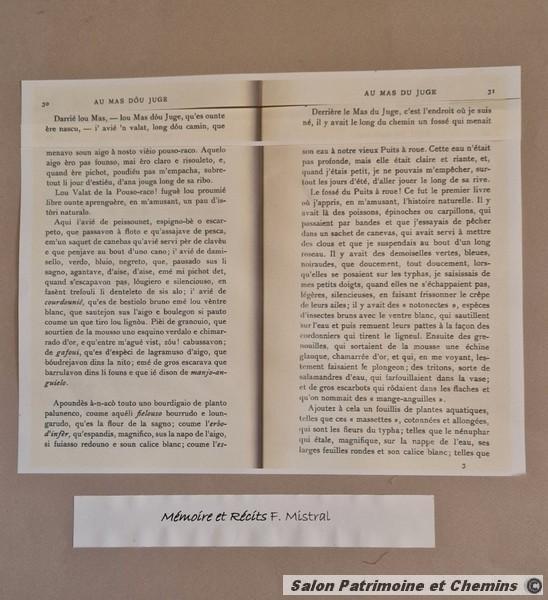 30 AU MAS DÓU JUGE
Darrié lou Mas, — lou Mas dóu Juge, qu'es ounte
ère nascu, — i' avié 'n valat, long dóu camin, que
menavo soun aigo à nosto vièio pouso-raco. Aquelo
aigo èro pas founso, mai èro claro e risouleto, e,
quand ère pichot, poudiéu pas m'empacha, subre-
tout li jour d'estiéu, d'ana jouga long de sa ribo.
Lou Valat de la Pouso-raco! fuguè lou proumié
libre ounte aprenguère, en m'amusant, un pau d'is-
tòri naturalo.
Aqui i'avié de peissounet, espigno-bè o escar-
peto, que passavon à floto e qu'assajave de pesca,
em'un saquet de canebas qu'avié servi pèr de clavèu
e que penjave au bout d'uno cano; i' avié de dami-
sello, verdo, bluio, negreto, que, pausado sus li
sagno, agantave, d'aise, d'aise, emé mi pichot det,
quand s'escapavon pas, lóugiero e silenciouso, en
fasènt trefouli li denteleto de sis alo; i' avié de
courdounié, qu'es de bestiolo bruno emé lou vèntre
blanc, que sautejon sus l'aigo e boulegon si pauto
coume un que tiro lou lignòu. Pièi de granouio, que
sourtien de la mousso uno esquino verdalo e chimar-
rado d'or, e qu'entre m'aguè vist, zóu! cabussavon;
de gafoui, qu'es d'espèci de lagramuso d'aigo, que
bóudrejavon dins la nito; emé de gros escarava que
barrulavon dins li founs e que ié dison de manjo-an-
guielo.
Apoundès à-n-acò touto uno bourdigaio de planto
palunenco, coume aquéli fielouso bourrudo e loun-
garudo, qu'es la flour de la sagno; coume l'erbo-
d'infèr, qu'espandis, magnifico, sus la napo de l'aigo,
si fuiasso redouno e soun calice blanc; coume l'es-
AU MAS DU JUGE 31
Derrière le Mas du Juge, c'est l'endroit où je suis
né, il y avait le long du chemin un fossé qui menait
son eau à notre vieux Puits à roue. Cette eau n'était
pas profonde, mais elle était claire et riante, et,
quand j'étais petit, je ne pouvais m'empêcher, sur-
tout les jours d'été, d'aller jouer le long de sa rive.
Le fossé du Puits à roue! Ce fut le premier livre
où j'appris, en m'amusant, l'histoire naturelle. Il y
avait là des poissons, épinoches ou carpillons, qui
passaient par bandes et que j'essayais de pêcher
dans un sachet de canevas, qui avait servi à mettre
des clous et que je suspendais au bout d'un long
roseau. Il y avait des demoiselles vertes, bleues,
noiraudes, que doucement, tout doucement, lors-
qu'elles se posaient sur les typhas, je saisissais de
mes petits doigts, quand elles ne s'échappaient pas,
légères, silencieuses, en faisant frissonner le crêpe
de leurs ailes; il y avait des « notonectes », espèces
d'insectes bruns avec le ventre blanc, qui sautillent
sur l'eau et puis remuent leurs pattes à la façon des
cordonniers qui tirent le ligneul. Ensuite des gre-
nouilles, qui sortaient de la mousse une échine
glauque, chamarrée d'or, et qui, en me voyant, les-
tement faisaient le plongeon; des tritons, sorte de
salamandres d'eau, qui farfouillaient dans la vase;
et de gros escarbots qui rôdaient dans les flaches et
qu'on nommait des « mange-anguilles ».
Ajoutez à cela un fouillis de plantes aquatiques,
telles que ces « massettes », cotonnées et allongées,
qui sont les fleurs du typha; telles que le nénuphar
qui étale, magnifique, sur la nappe de l'eau, ses
larges feuilles rondes et son calice blanc; telles que
3
Mémoire et Récits F. Mistral
Salon Patrimoine et Chemins ©